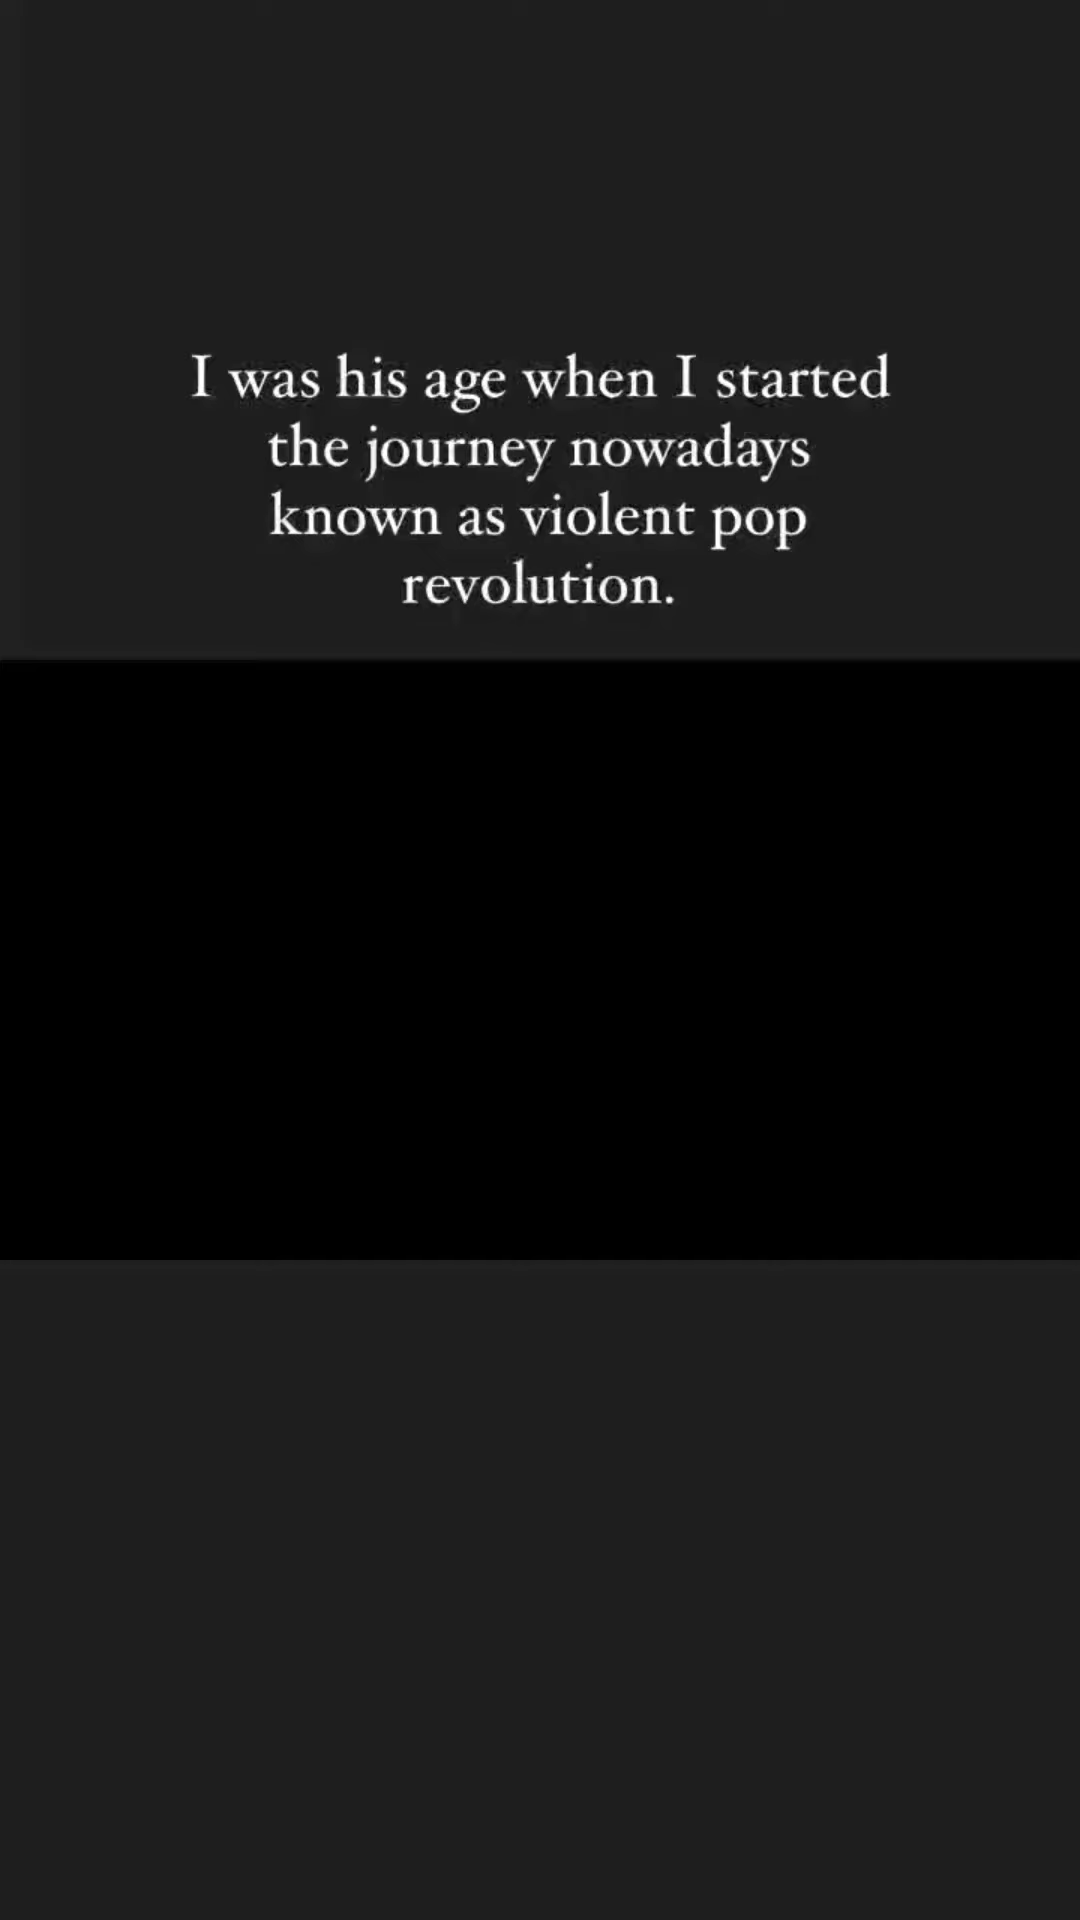 I was his age when I started
the journey nowadays
known as violent pop
revolution.